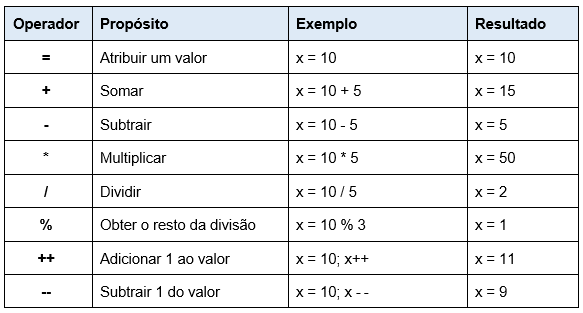 Operador Propósito Exemplo Resultado
= Atribuir um valor x = 10 x = 10
+ Somar x = 10 + 5 x = 15
- Subtrair x = 10 - 5 x = 5
* Multiplicar x = 10 * 5 x = 50
/ Dividir x = 10 / 5 x = 2
% Obter o resto da divisão x = 10 % 3 x = 1
++ Adicionar 1 ao valor x = 10; x++ x = 11
-- Subtrair 1 do valor x = 10; x - - x = 9